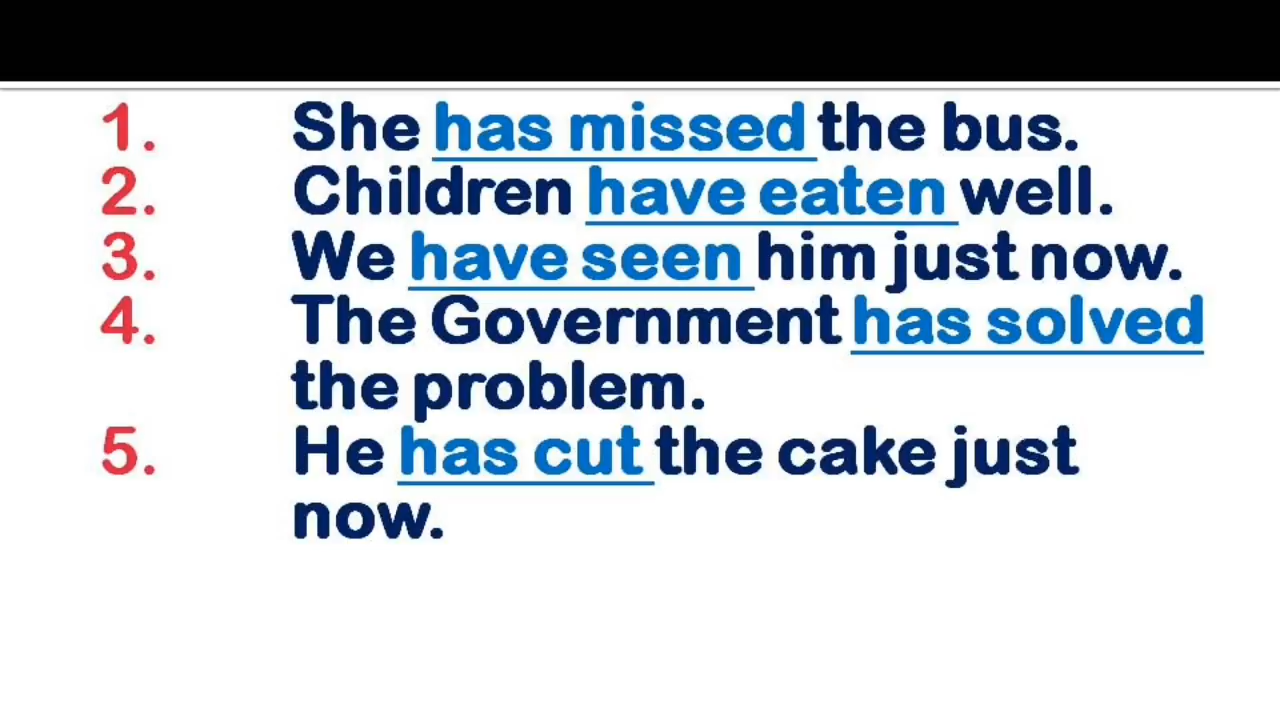 1. She has missed the bus.
2. Children have eaten well.
3. We have seen him just now.
4. The Government has solved
the problem.
5. He has cut the cake just
now.